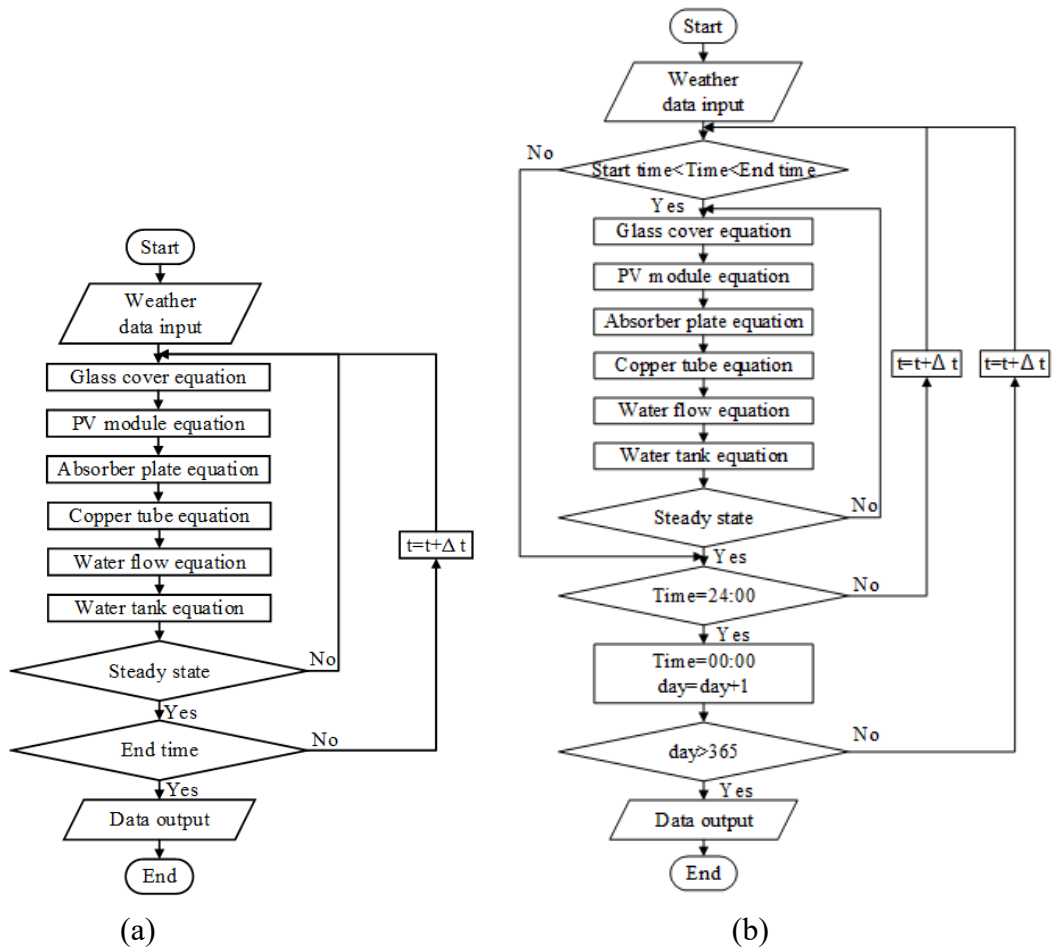 Start
Weather
data input
Glass cover equation
PV module equation
Absorber plate equation
Copper tube equation
Water flow equation
Water tank equation
Steady state
No
Yes
End time
No
t=t+Δ t
Yes
Data output
End
(a)
Start
Weather
data input
No
Start time<Time<End time
Yes
Glass cover equation
PV module equation
Absorber plate equation
Copper tube equation
Water flow equation
Water tank equation
Steady state
No
Yes
Time=24:00
No
t=t+Δ t
t=t+Δ t
Yes
Time=00:00
day=day+1
day>365
No
Yes
Data output
End
(b)